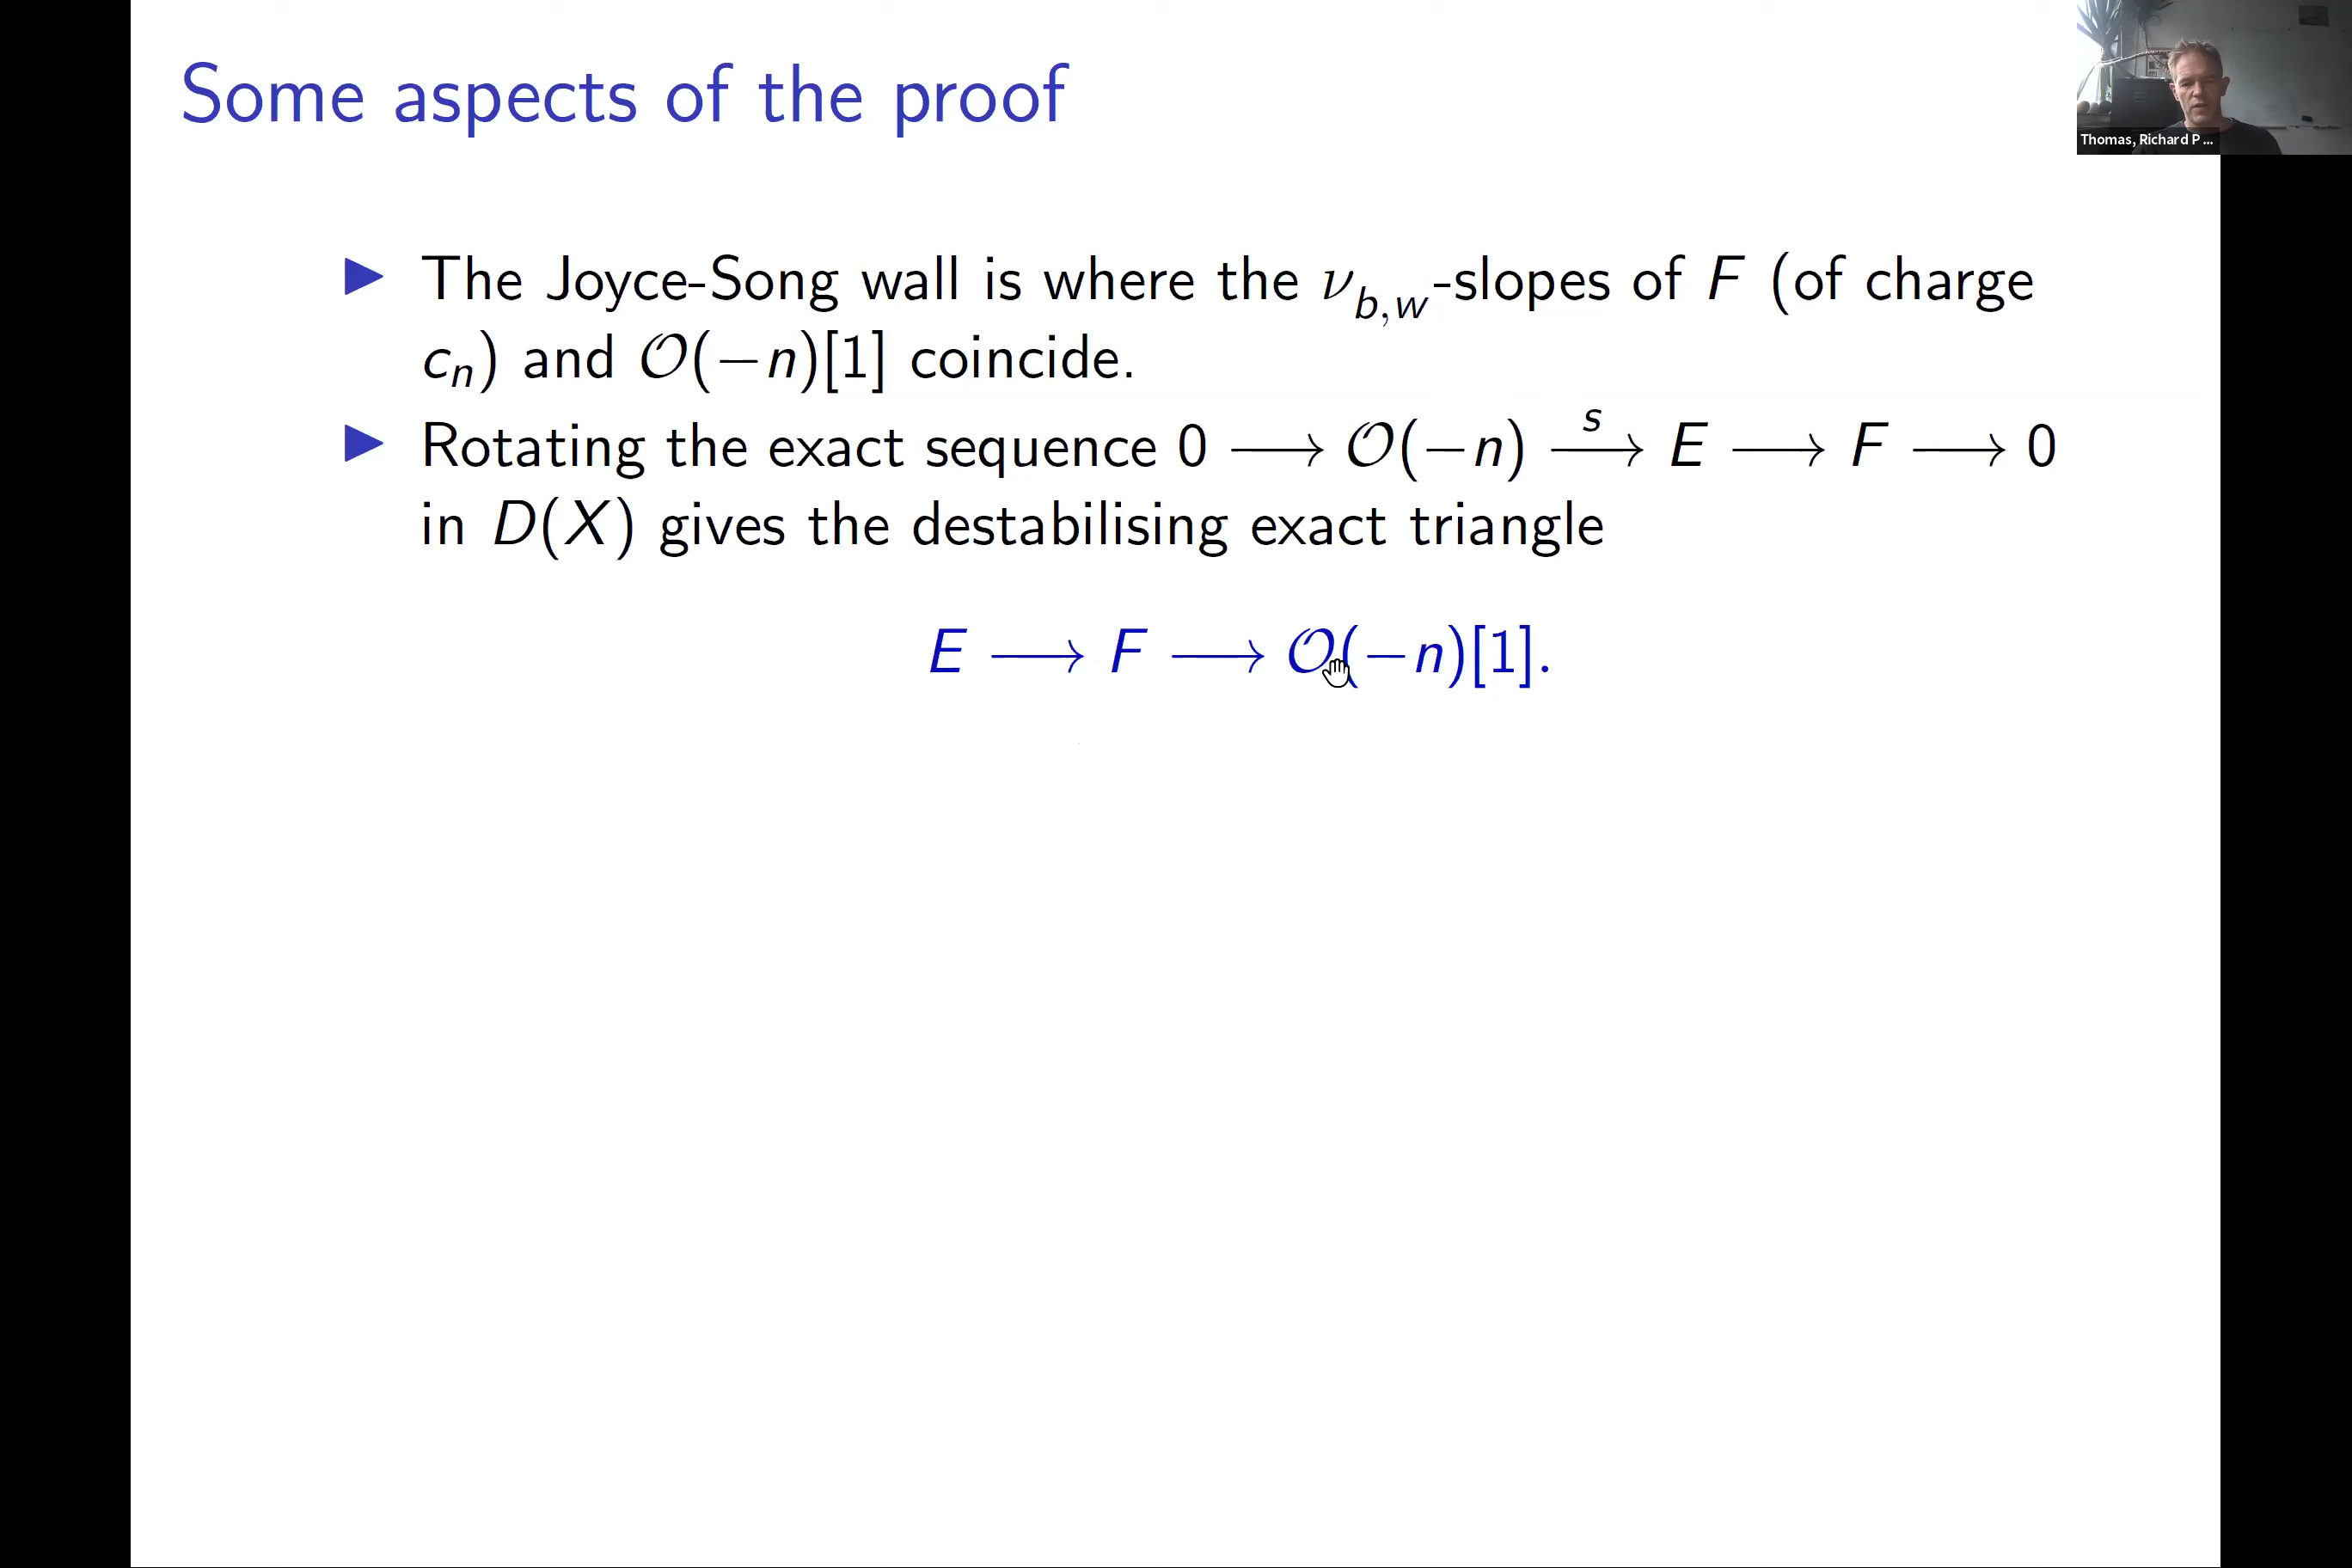 Some aspects of the proof
Thomas, Richard P ...
▶ The Joyce-Song wall is where the ν_{b,w}-slopes of F (of charge
c_n) and 𝒪(−n)[1] coincide.
▶ Rotating the exact sequence 0 ⟶ 𝒪(−n) ⟶^s E ⟶ F ⟶ 0
in D(X) gives the destabilising exact triangle
E ⟶ F ⟶ 𝒪(−n)[1].